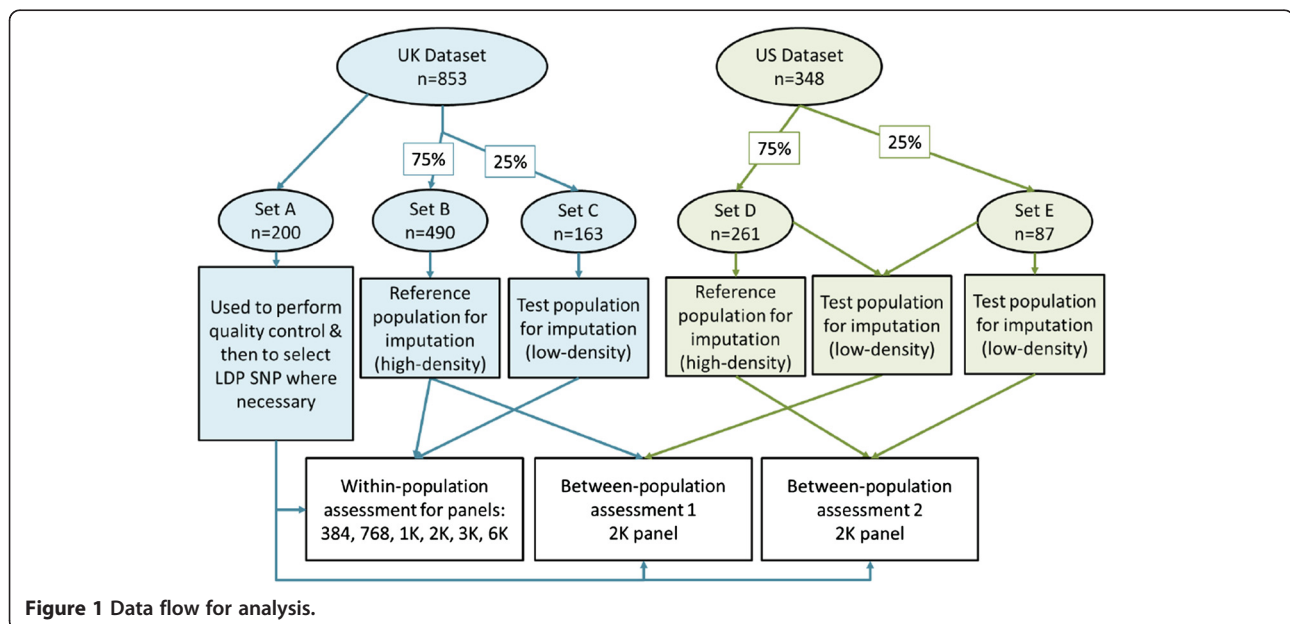 UK Dataset
n=853
US Dataset
n=348
75%
25%
75%
25%
Set A
n=200
Set B
n=490
Set C
n=163
Set D
n=261
Set E
n=87
Used to perform
quality control &
then to select
LDP SNP where
necessary
Reference
population for
imputation
(high-density)
Test population
for imputation
(low-density)
Reference
population for
imputation
(high-density)
Test population
for imputation
(low-density)
Test population
for imputation
(low-density)
Within-population
assessment for panels:
384, 768, 1K, 2K, 3K, 6K
Between-population
assessment 1
2K panel
Between-population
assessment 2
2K panel
Figure 1 Data flow for analysis.